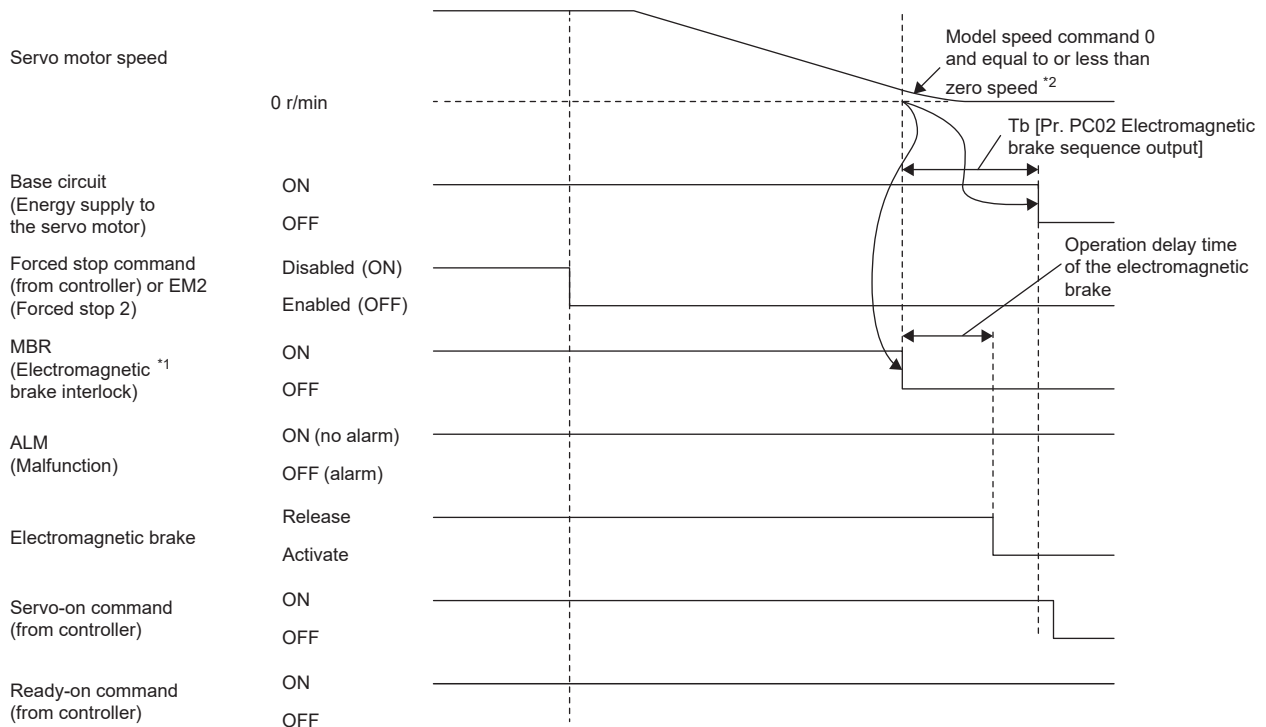 Servo motor speed
0 r/min
Model speed command 0
and equal to or less than
zero speed *2
Tb [Pr. PC02 Electromagnetic
brake sequence output]
Base circuit
(Energy supply to
the servo motor)
ON
OFF
Forced stop command
(from controller) or EM2
(Forced stop 2)
Disabled (ON)
Enabled (OFF)
Operation delay time
of the electromagnetic
brake
MBR
(Electromagnetic *1
brake interlock)
ON
OFF
ALM
(Malfunction)
ON (no alarm)
OFF (alarm)
Electromagnetic brake
Release
Activate
Servo-on command
(from controller)
ON
OFF
Ready-on command
(from controller)
ON
OFF